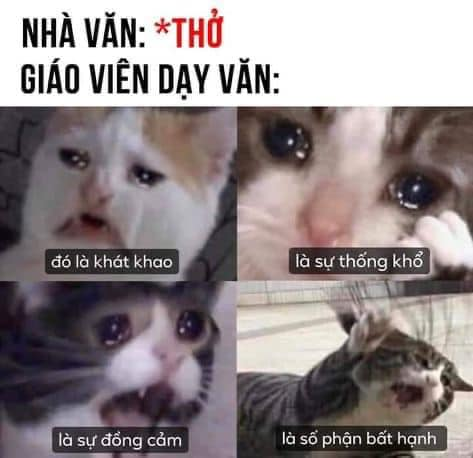 NHÀ VĂN: *THỞ
GIÁO VIÊN DẠY VĂN:
đó là khát khao
là sự thống khổ
là sự đồng cảm
là số phận bất hạnh